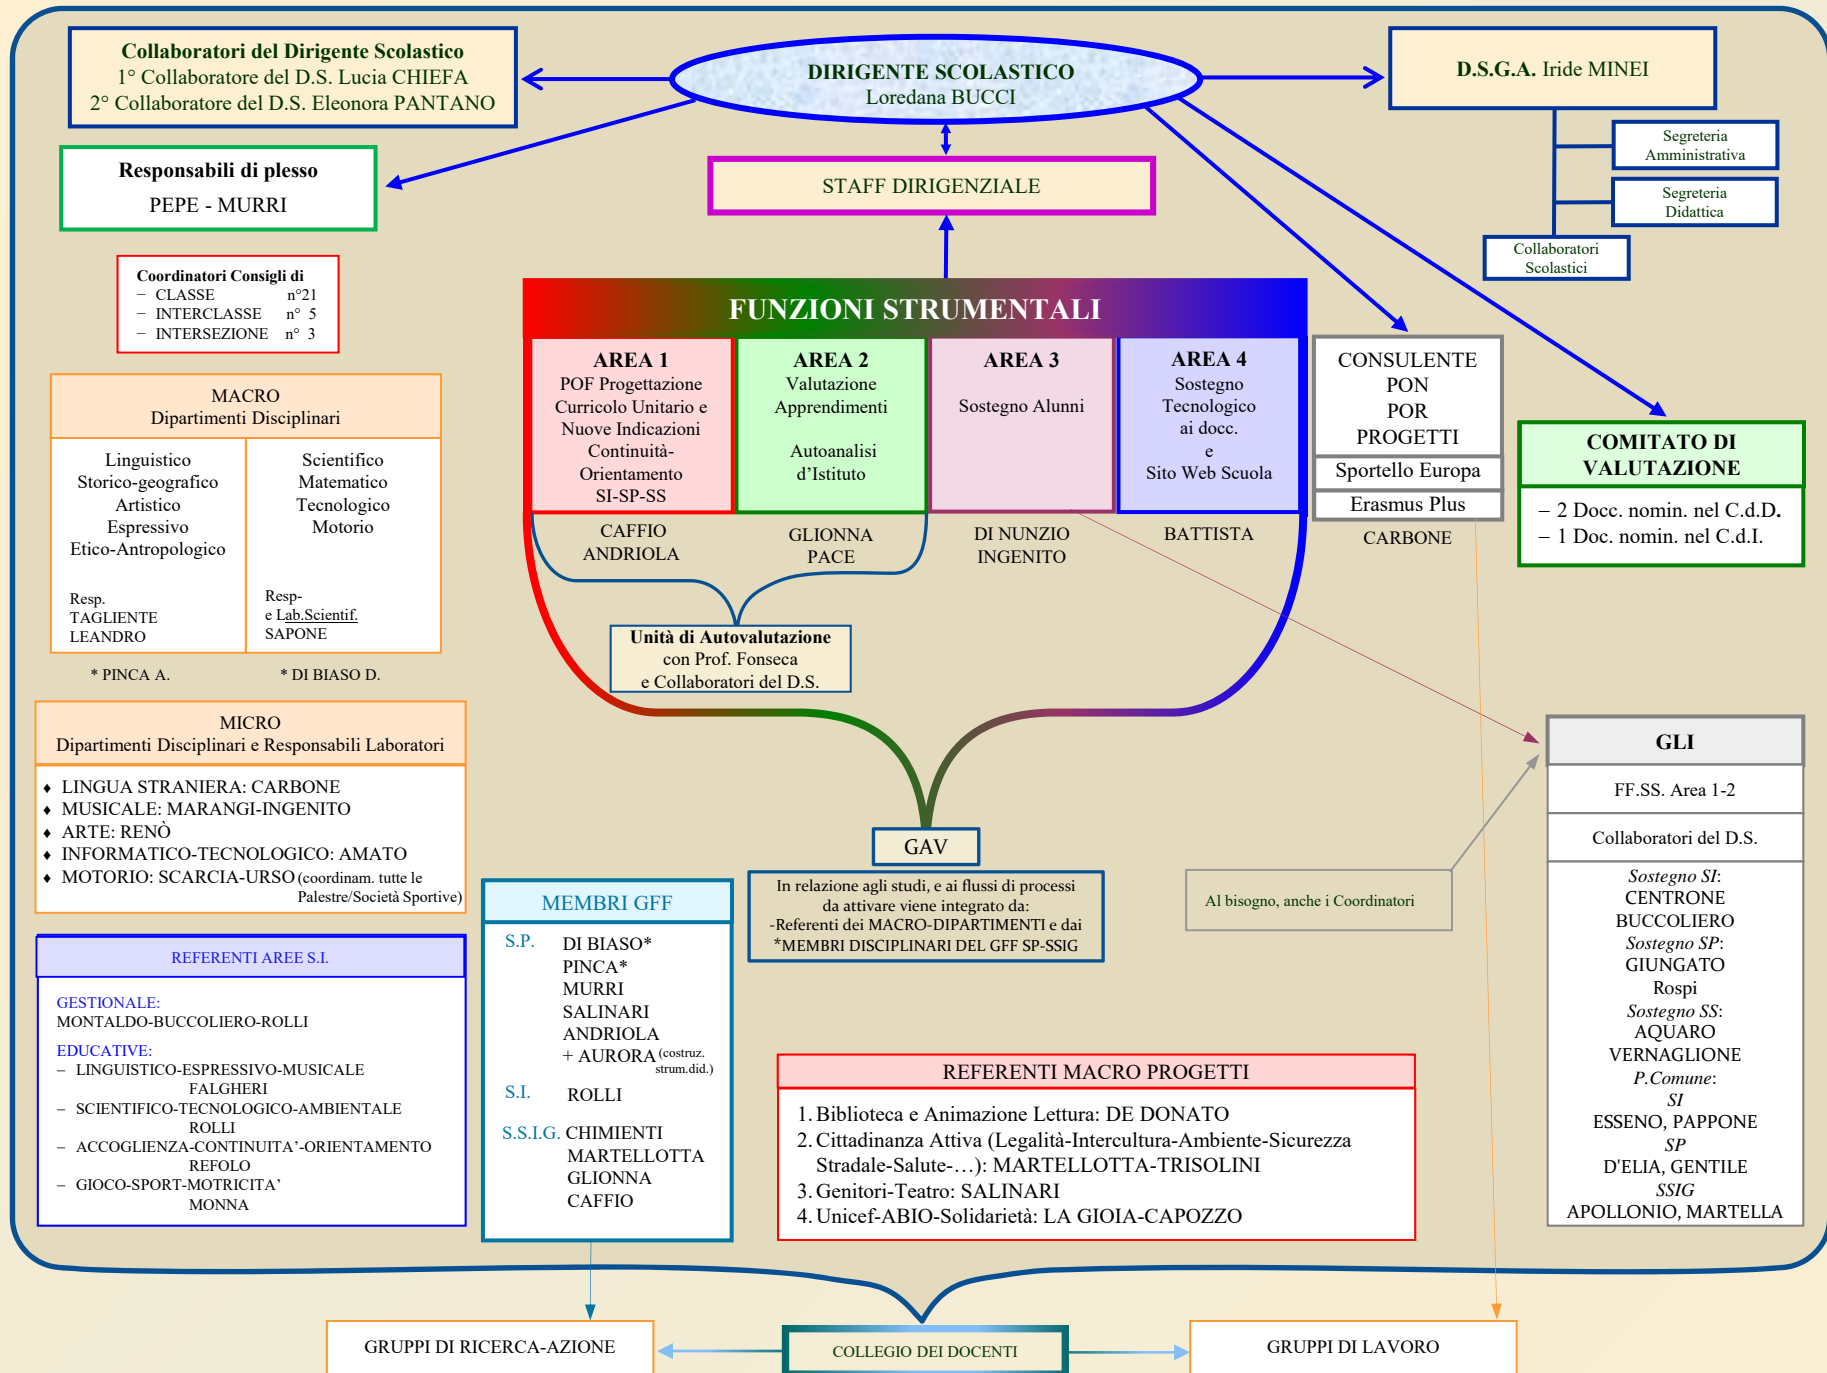 Collaboratori del Dirigente Scolastico
1° Collaboratore del D.S. Lucia CHIEFA
2° Collaboratore del D.S. Eleonora PANTANO
DIRIGENTE SCOLASTICO
Loredana BUCCI
D.S.G.A. Iride MINEI
Segreteria
Amministrativa
Segreteria
Didattica
Collaboratori
Scolastici
Responsabili di plesso
PEPE - MURRI
STAFF DIRIGENZIALE
Coordinatori Consigli di
– CLASSE n°21
– INTERCLASSE n° 5
– INTERSEZIONE n° 3
FUNZIONI STRUMENTALI
AREA 1
POF Progettazione
Curricolo Unitario e
Nuove Indicazioni
Continuità-
Orientamento
SI-SP-SS
CAFFIO
ANDRIOLA
AREA 2
Valutazione
Apprendimenti
Autoanalisi
d’Istituto
GLIONNA
PACE
AREA 3
Sostegno Alunni
DI NUNZIO
INGENITO
AREA 4
Sostegno
Tecnologico
ai docc.
e
Sito Web Scuola
BATTISTA
CONSULENTE
PON
POR
PROGETTI
Sportello Europa
Erasmus Plus
CARBONE
COMITATO DI
VALUTAZIONE
– 2 Docc. nomin. nel C.d.D.
– 1 Doc. nomin. nel C.d.I.
MACRO
Dipartimenti Disciplinari
Linguistico
Storico-geografico
Artistico
Espressivo
Etico-Antropologico
Resp.
TAGLIENTE
LEANDRO
Scientifico
Matematico
Tecnologico
Motorio
Resp-
e Lab.Scientif.
SAPONE
* PINCA A.
* DI BIASO D.
Unità di Autovalutazione
con Prof. Fonseca
e Collaboratori del D.S.
MICRO
Dipartimenti Disciplinari e Responsabili Laboratori
♦ LINGUA STRANIERA: CARBONE
♦ MUSICALE: MARANGI-INGENITO
♦ ARTE: RENÒ
♦ INFORMATICO-TECNOLOGICO: AMATO
♦ MOTORIO: SCARCIA-URSO (coordinam. tutte le
Palestre/Società Sportive)
GAV
In relazione agli studi, e ai flussi di processi
da attivare viene integrato da:
-Referenti dei MACRO-DIPARTIMENTI e dai
*MEMBRI DISCIPLINARI DEL GFF SP-SSIG
Al bisogno, anche i Coordinatori
GLI
FF.SS. Area 1-2
Collaboratori del D.S.
Sostegno SI:
CENTRONE
BUCCOLIERO
Sostegno SP:
GIUNGATO
Rospi
Sostegno SS:
AQUARO
VERNAGLIONE
P.Comune:
SI
ESSENO, PAPPONE
SP
D'ELIA, GENTILE
SSIG
APOLLONIO, MARTELLA
REFERENTI AREE S.I.
GESTIONALE:
MONTALDO-BUCCOLIERO-ROLLI
EDUCATIVE:
– LINGUISTICO-ESPRESSIVO-MUSICALE
FALGHERI
– SCIENTIFICO-TECNOLOGICO-AMBIENTALE
ROLLI
– ACCOGLIENZA-CONTINUITA’-ORIENTAMENTO
REFOLO
– GIOCO-SPORT-MOTRICITA’
MONNA
MEMBRI GFF
S.P. DI BIASO*
PINCA*
MURRI
SALINARI
ANDRIOLA
+ AURORA (costruz.
strum.did.)
S.I. ROLLI
S.S.I.G. CHIMIENTI
MARTELLOTTA
GLIONNA
CAFFIO
REFERENTI MACRO PROGETTI
1. Biblioteca e Animazione Lettura: DE DONATO
2. Cittadinanza Attiva (Legalità-Intercultura-Ambiente-Sicurezza
Stradale-Salute-…): MARTELLOTTA-TRISOLINI
3. Genitori-Teatro: SALINARI
4. Unicef-ABIO-Solidarietà: LA GIOIA-CAPOZZO
GRUPPI DI RICERCA-AZIONE
COLLEGIO DEI DOCENTI
GRUPPI DI LAVORO